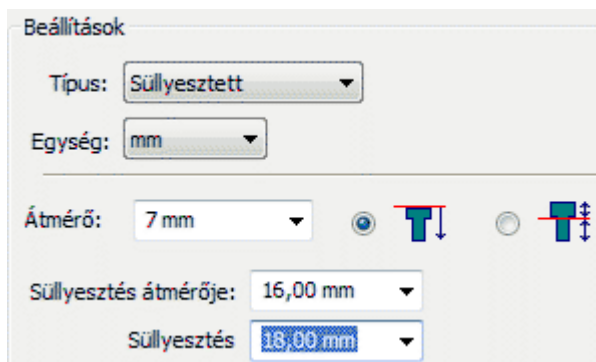 Beállítások
Típus: Süllyesztett
Egység: mm
Átmérő: 7 mm
Süllyesztés átmérője: 16,00 mm
Süllyesztés 18,00 mm